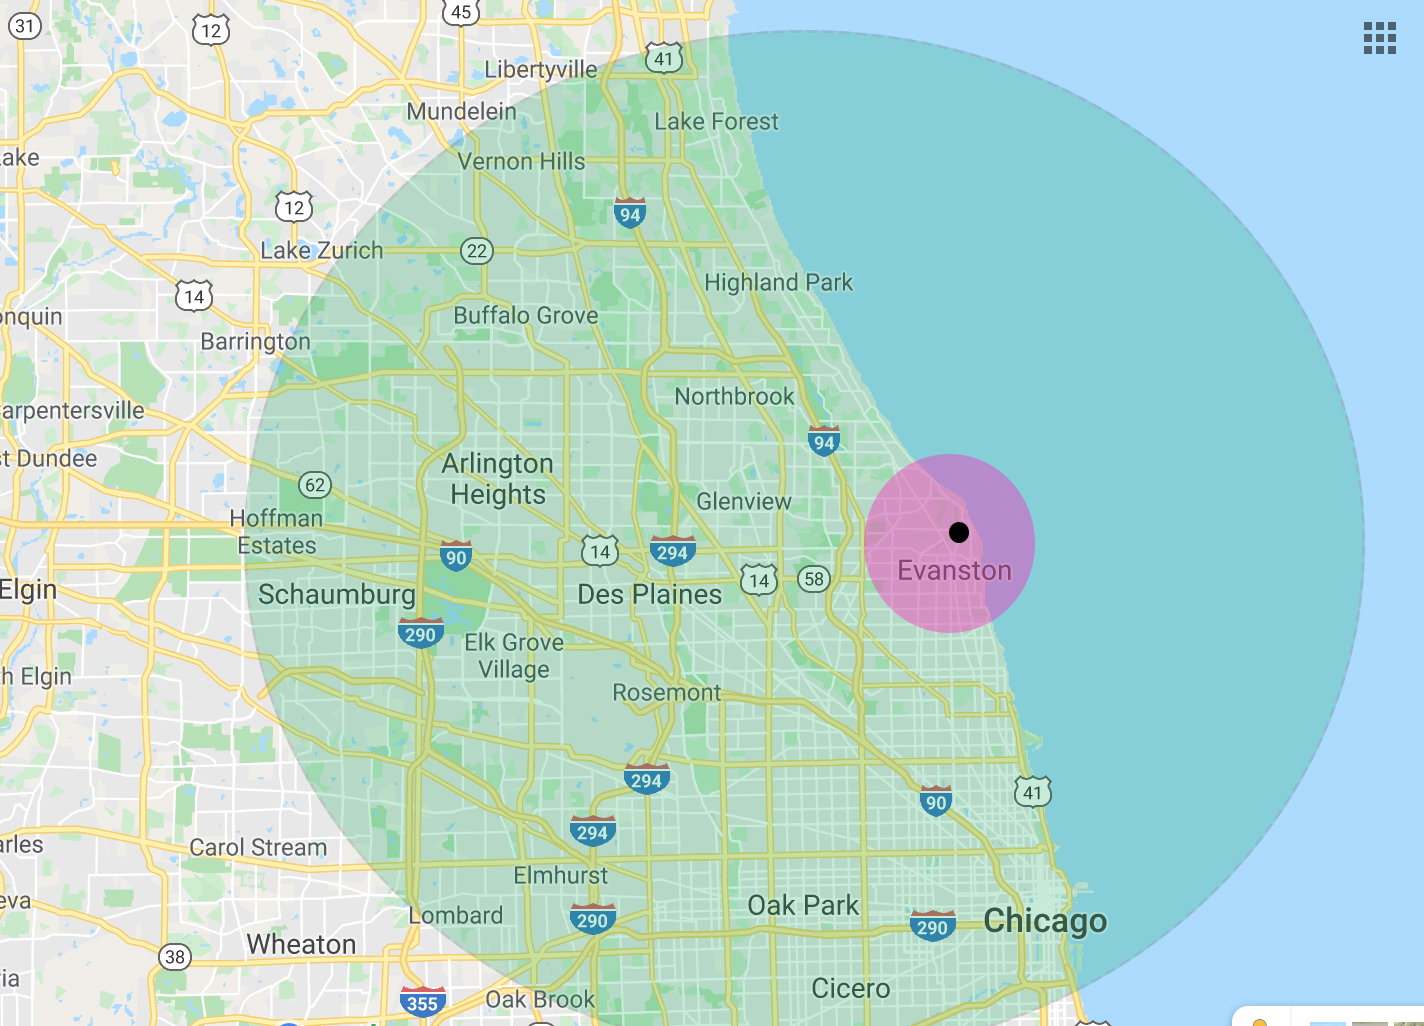 45
31
12
41
Libertyville
Mundelein
Lake Forest
Lake
Vernon Hills
12
94
Lake Zurich
22
Highland Park
14
onquin
Buffalo Grove
Barrington
Northbrook
arpentersville
94
st Dundee
Arlington
Heights
62
Glenview
Hoffman
Estates
90
14
294
Evanston
Elgin
Schaumburg
Des Plaines
14
58
290
Elk Grove
Village
h Elgin
Rosemont
294
90
41
294
arles
Carol Stream
Elmhurst
eva
Lombard
290
Oak Park
290
Chicago
Wheaton
38
ia
Cicero
355
Oak Brook